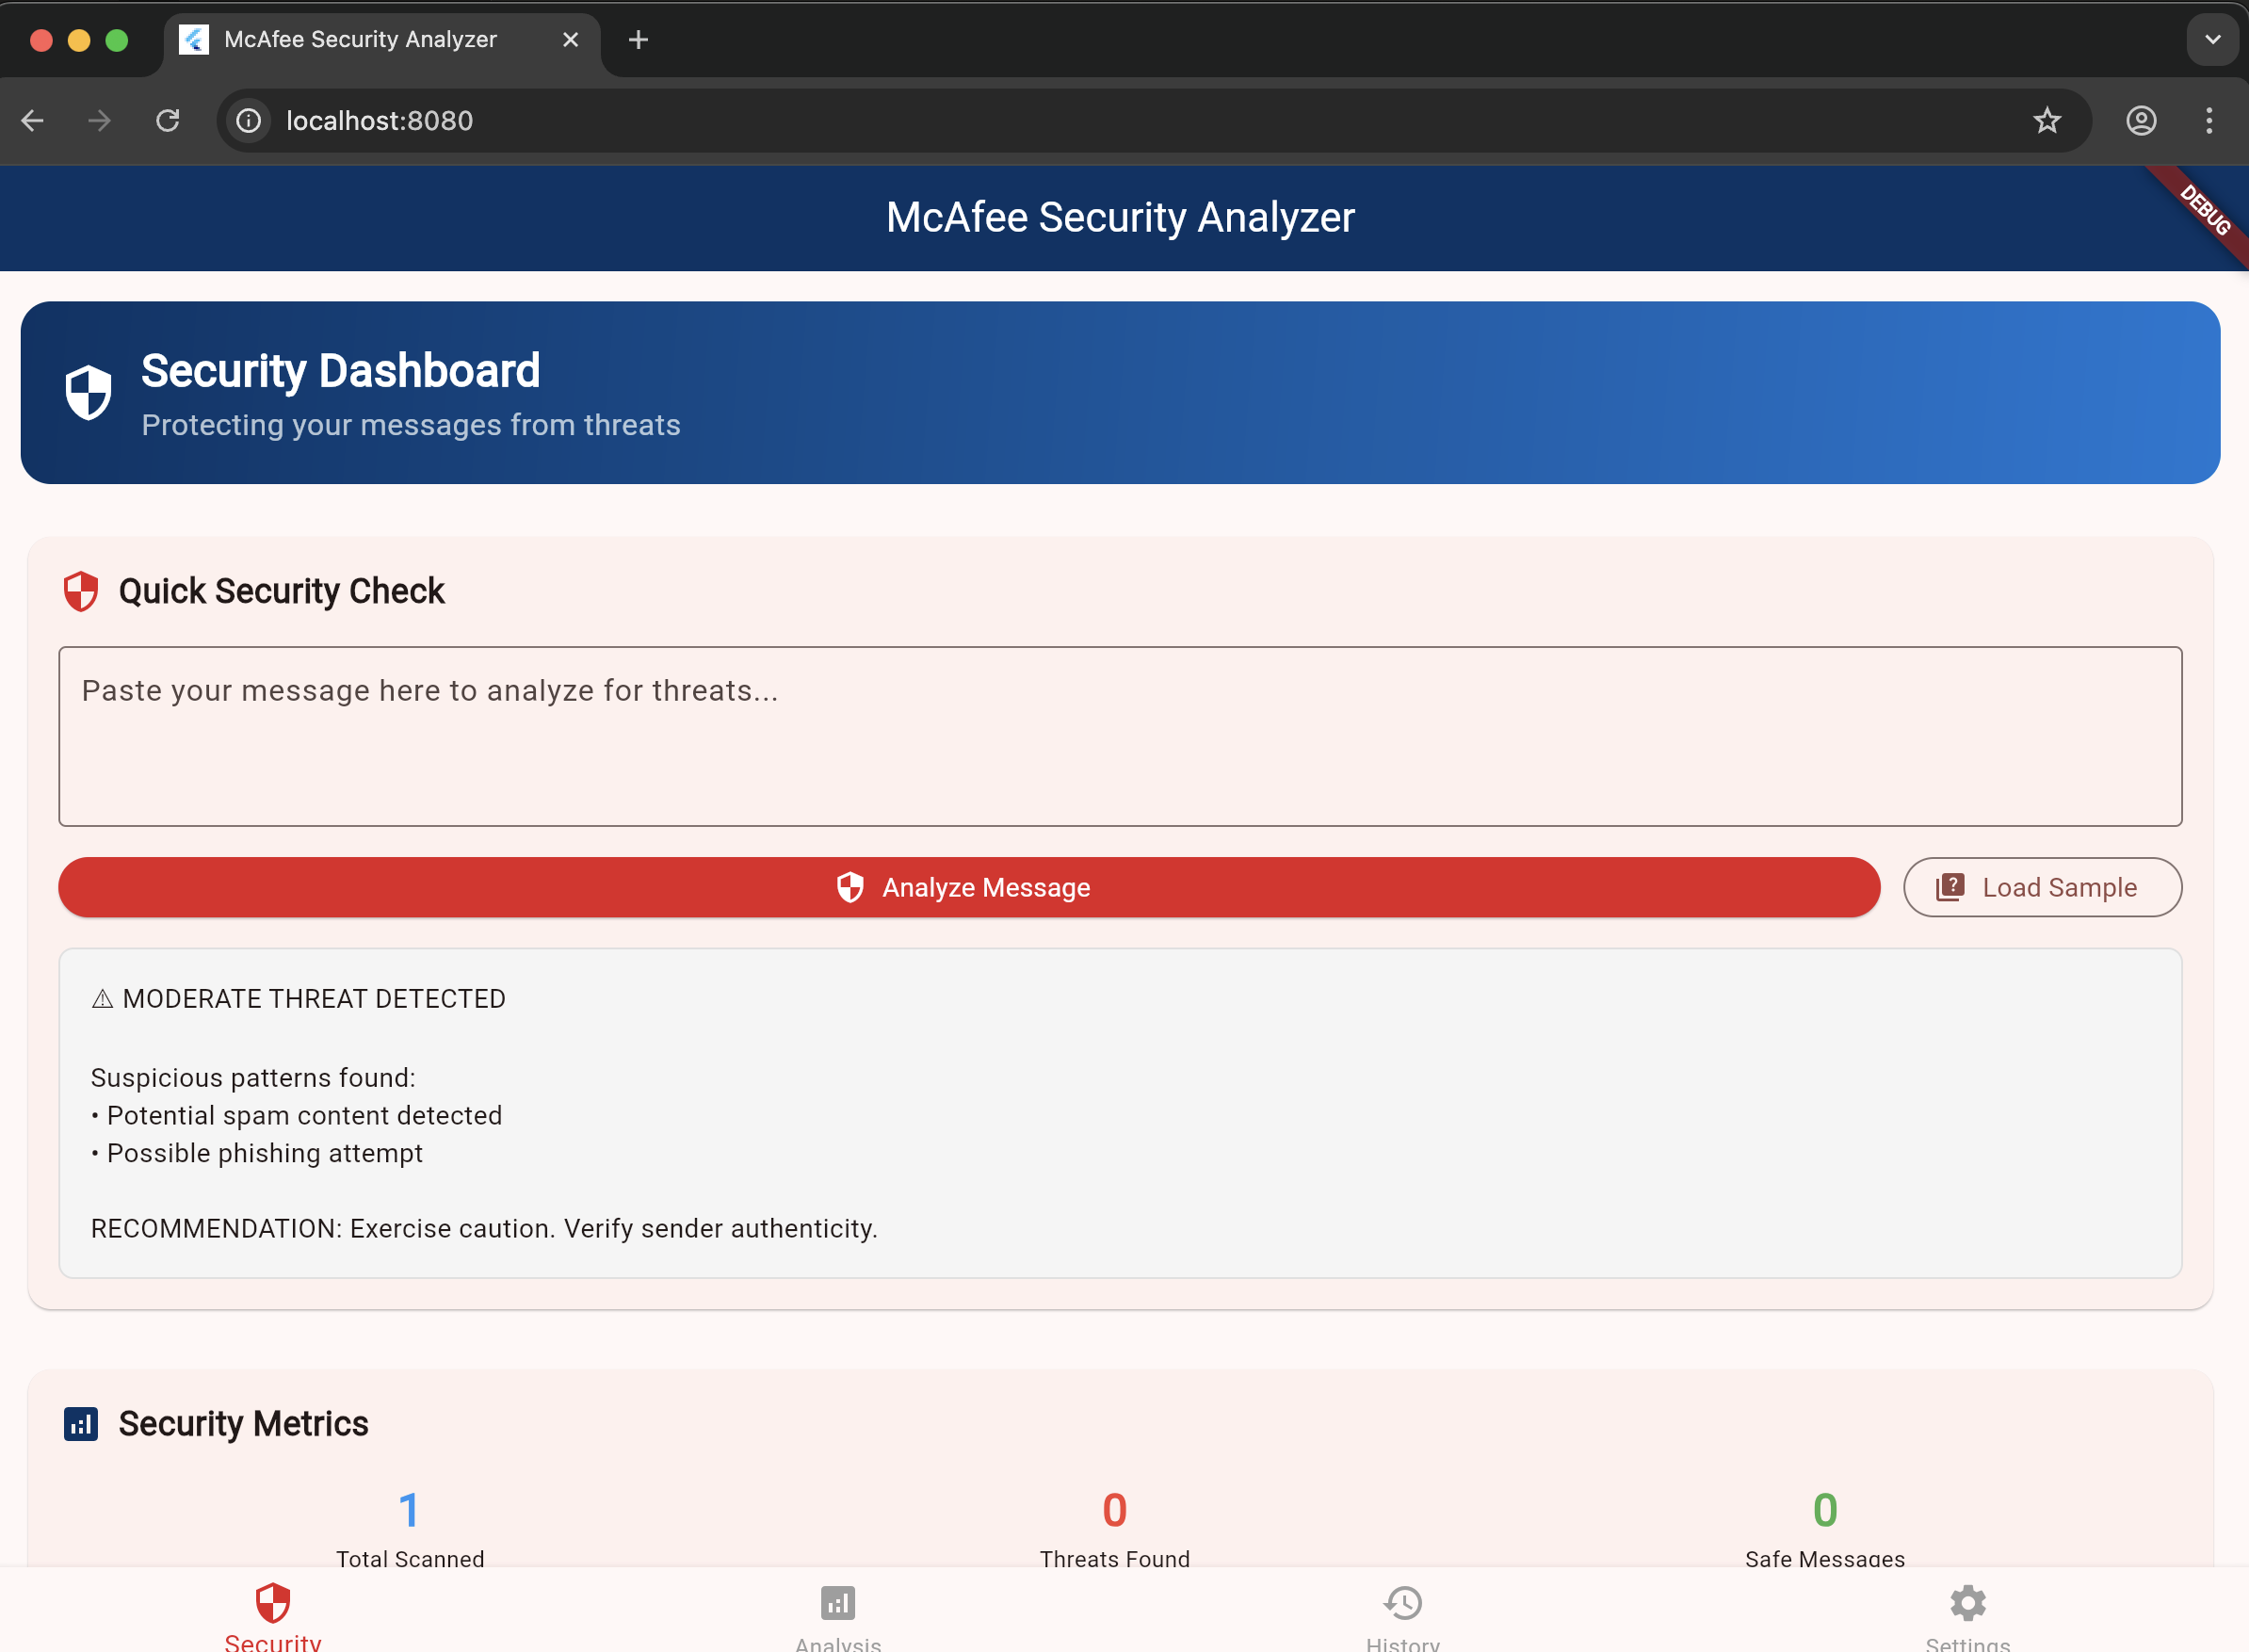 McAfee Security Analyzer
localhost:8080
McAfee Security Analyzer
DEBUG
Security Dashboard
Protecting your messages from threats
Quick Security Check
Paste your message here to analyze for threats...
Analyze Message
Load Sample
⚠ MODERATE THREAT DETECTED
Suspicious patterns found:
• Potential spam content detected
• Possible phishing attempt
RECOMMENDATION: Exercise caution. Verify sender authenticity.
Security Metrics
1
0
0
Total Scanned
Threats Found
Safe Messages
Security
Analysis
History
Settings